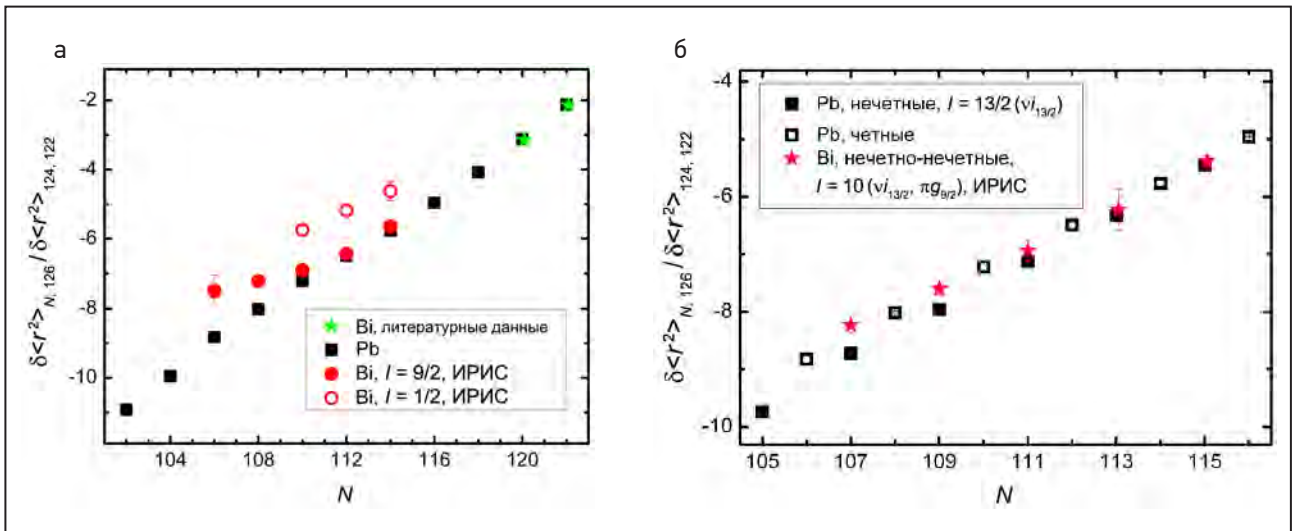 а
δ<r²>N, 126 / δ<r²>124, 122
-2
-4
-6
-8
-10
104 108 112 116 120
N
Bi, литературные данные
Pb
Bi, I = 9/2, ИРИС
Bi, I = 1/2, ИРИС
б
δ<r²>N, 126 / δ<r²>124, 122
-4
-6
-8
-10
105 107 109 111 113 115
N
Pb, нечетные, I = 13/2 (νi13/2)
Pb, четные
Bi, нечетно-нечетные,
I = 10 (νi13/2, πg9/2), ИРИС